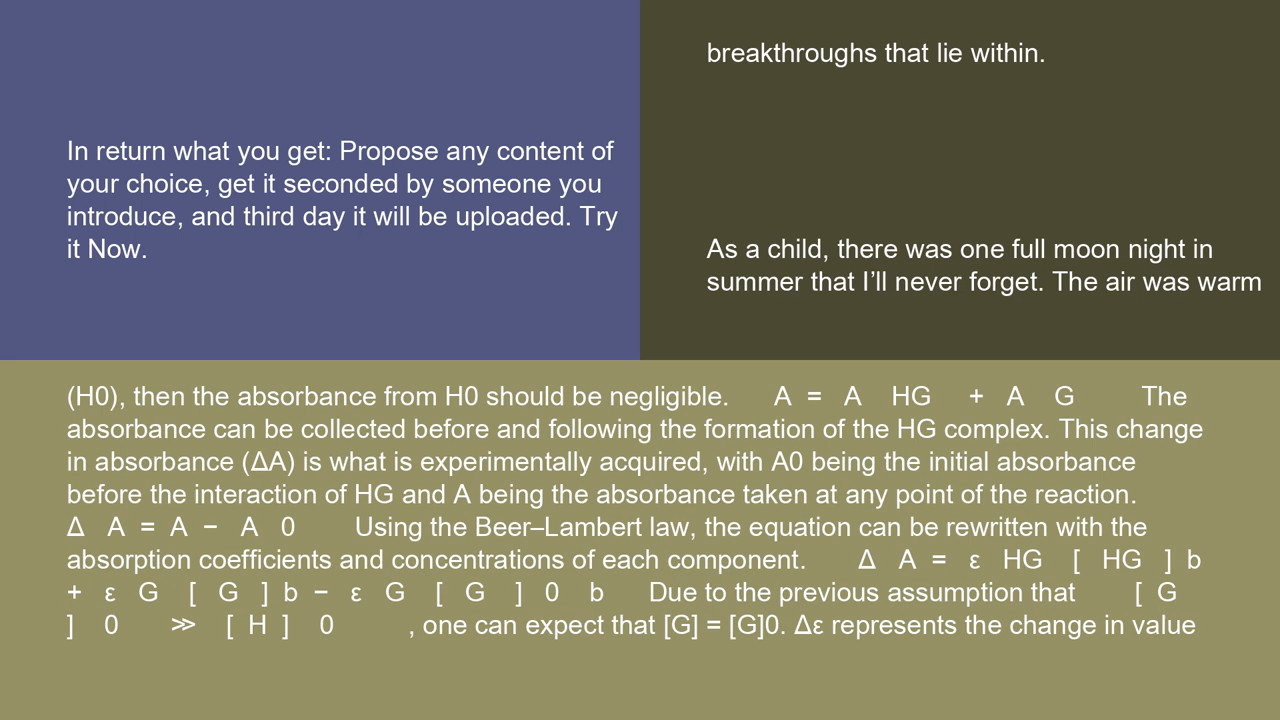 In return what you get: Propose any content of
your choice, get it seconded by someone you
introduce, and third day it will be uploaded. Try
it Now.
breakthroughs that lie within.
As a child, there was one full moon night in
summer that I’ll never forget. The air was warm
(H0), then the absorbance from H0 should be negligible. A = A HG + A G The
absorbance can be collected before and following the formation of the HG complex. This change
in absorbance (ΔA) is what is experimentally acquired, with A0 being the initial absorbance
before the interaction of HG and A being the absorbance taken at any point of the reaction.
Δ A = A − A 0 Using the Beer–Lambert law, the equation can be rewritten with the
absorption coefficients and concentrations of each component. Δ A = ε HG [ HG ] b
+ ε G [ G ] b − ε G [ G ] 0 b Due to the previous assumption that [ G
] 0 ≫ [ H ] 0 , one can expect that [G] = [G]0. Δε represents the change in value